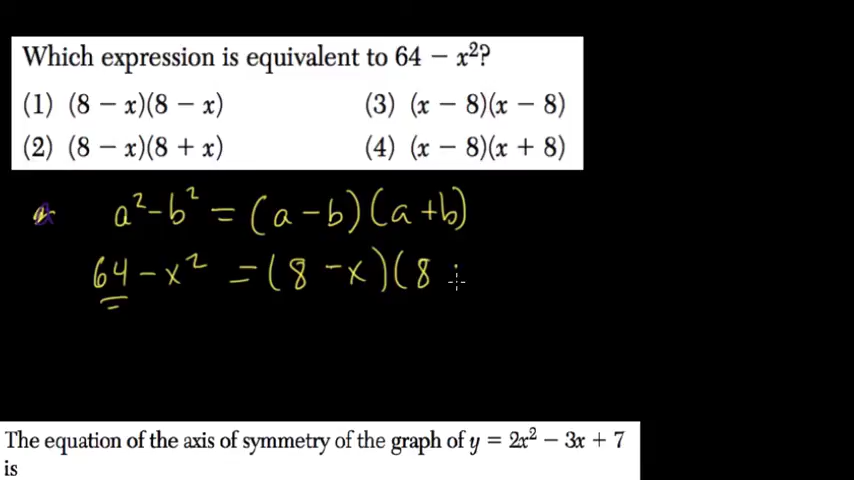 Which expression is equivalent to 64 − x²?
(1) (8 − x)(8 − x) (3) (x − 8)(x − 8)
(2) (8 − x)(8 + x) (4) (x − 8)(x + 8)
a² − b² = (a − b)(a + b)
64 − x² = (8 − x)(8
The equation of the axis of symmetry of the graph of y = 2x² − 3x + 7
is